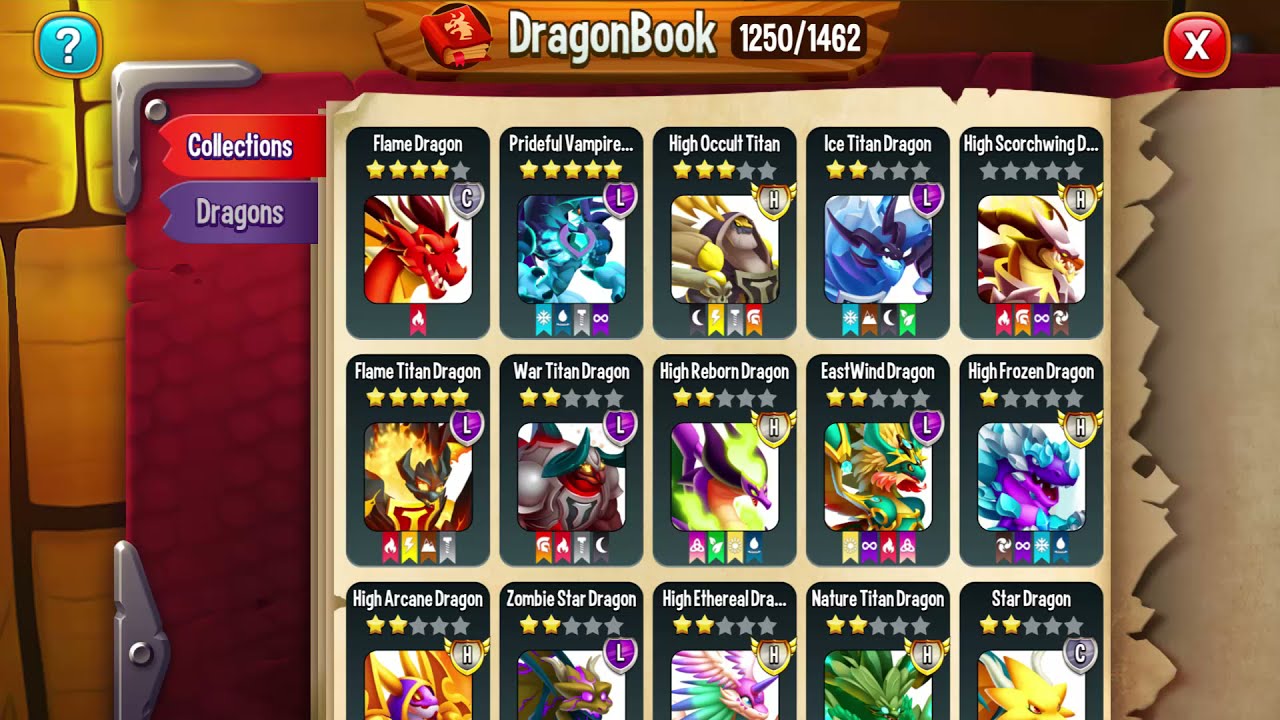 ?
DragonBook 1250/1462
X
Collections
Dragons
Flame Dragon
C
Prideful Vampire...
L
High Occult Titan
H
Ice Titan Dragon
L
High Scorchwing D...
H
Flame Titan Dragon
L
War Titan Dragon
L
High Reborn Dragon
H
EastWind Dragon
L
High Frozen Dragon
H
High Arcane Dragon
H
Zombie Star Dragon
L
High Ethereal Dra...
H
Nature Titan Dragon
H
Star Dragon
C